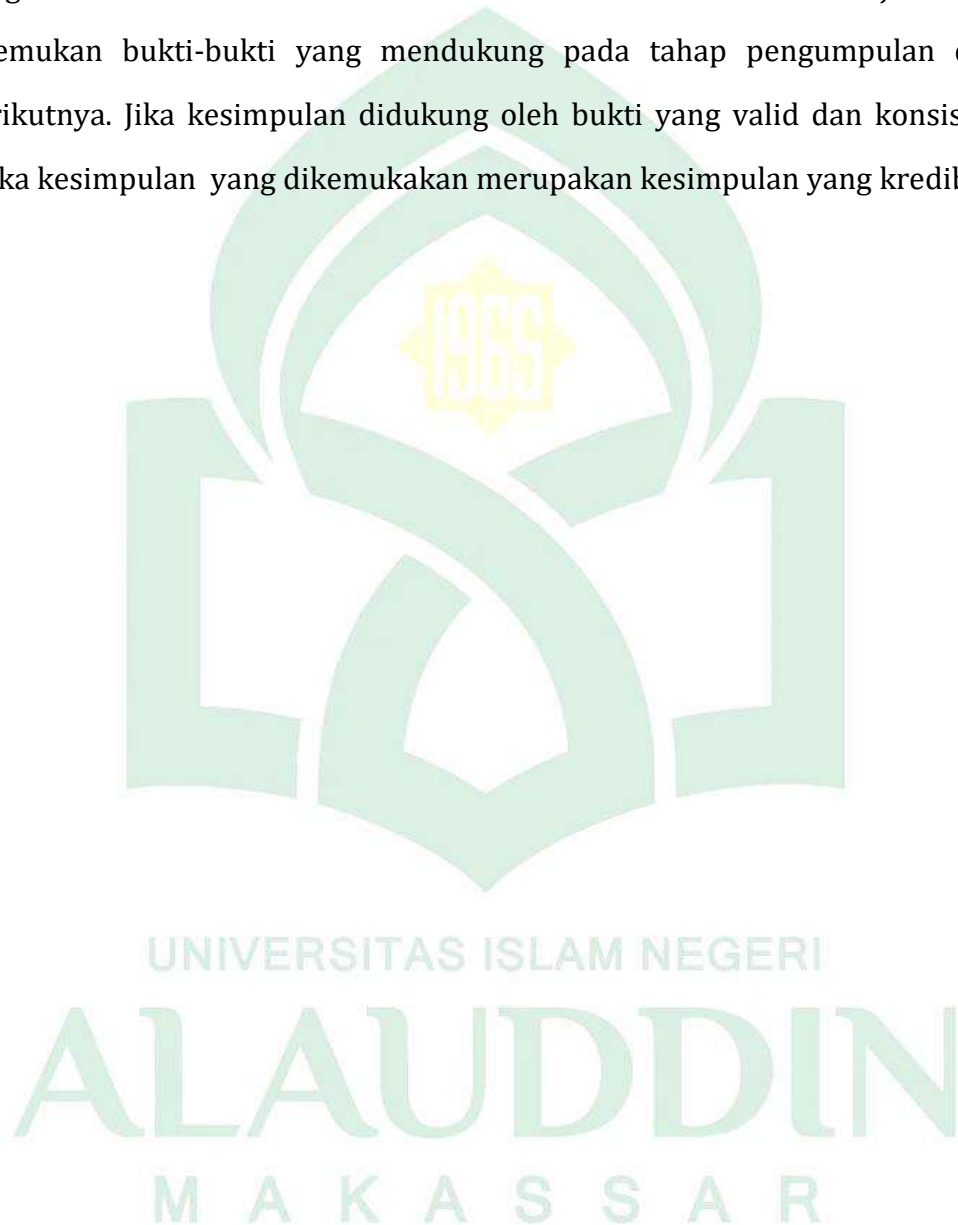 emukan bukti-bukti yang mendukung pada tahap pengumpulan
rikutnya. Jika kesimpulan didukung oleh bukti yang valid dan konsis
ka kesimpulan yang dikemukakan merupakan kesimpulan yang kredib
1965
UNIVERSITAS ISLAM NEGERI
ALAUDDIN
MAKASSAR